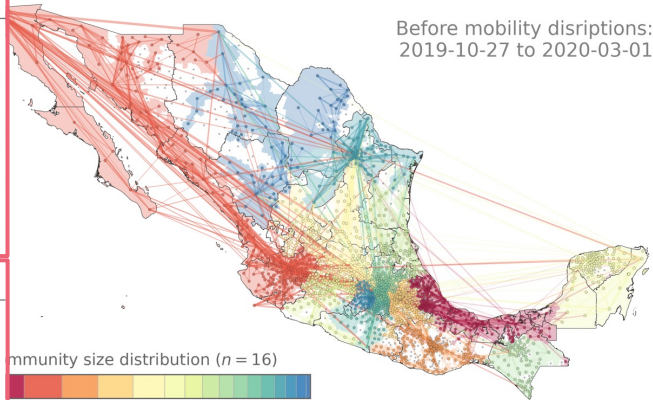 Before mobility disriptions:
2019-10-27 to 2020-03-01
mmunity size distribution (n = 16)